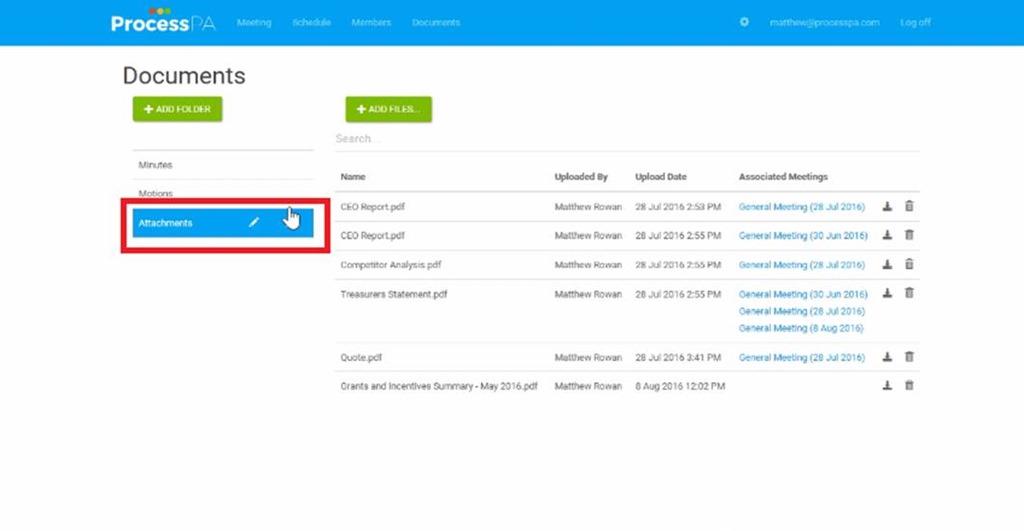 ProcessPA Meeting Schedule Members Documents matthew@processpa.com Log off
Documents
+ ADD FOLDER
+ ADD FILES...
Search...
Minutes
Motions
Attachments
Name Uploaded By Upload Date Associated Meetings
CEO Report.pdf Matthew Rowan 28 Jul 2016 2:53 PM General Meeting (28 Jul 2016)
CEO Report.pdf Matthew Rowan 28 Jul 2016 2:55 PM General Meeting (30 Jun 2016)
Competitor Analysis.pdf Matthew Rowan 28 Jul 2016 2:55 PM General Meeting (28 Jul 2016)
Treasurers Statement.pdf Matthew Rowan 28 Jul 2016 2:55 PM General Meeting (30 Jun 2016)
General Meeting (28 Jul 2016)
General Meeting (8 Aug 2016)
Quote.pdf Matthew Rowan 28 Jul 2016 3:41 PM General Meeting (28 Jul 2016)
Grants and Incentives Summary - May 2016.pdf Matthew Rowan 8 Aug 2016 12:02 PM